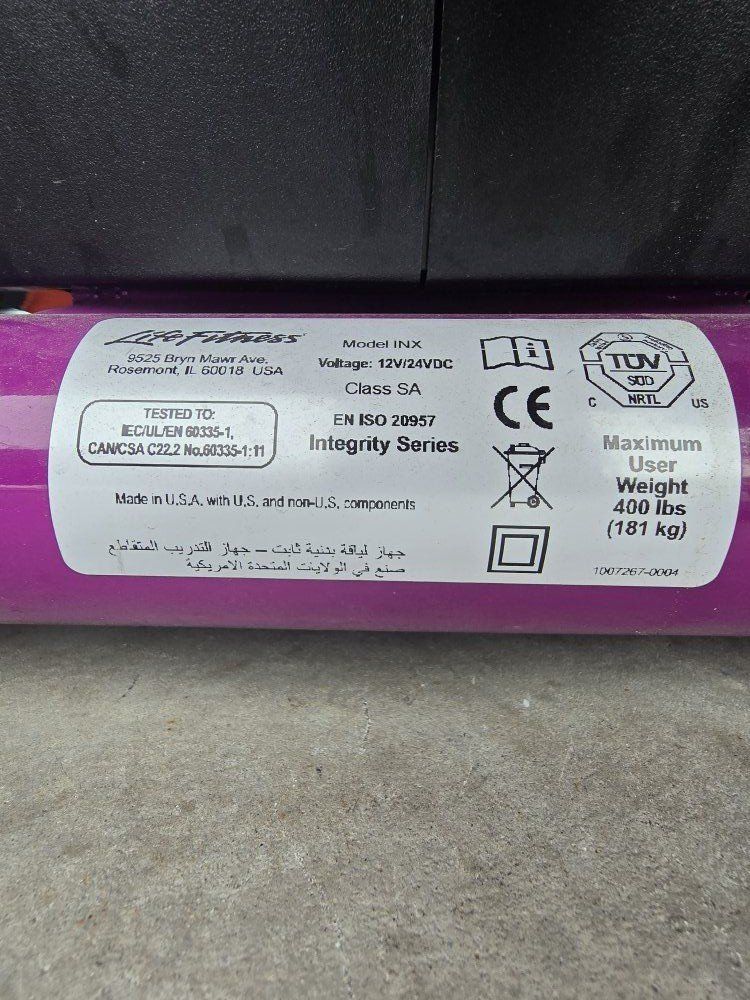 LifeFitness
9525 Bryn Mawr Ave.
Rosemont, IL 60018 USA
TESTED TO:
IEC/UL/EN 60335-1,
CAN/CSA C22.2 No.60335-1:11
Model INX
Voltage: 12V/24VDC
Class SA
EN ISO 20957
Integrity Series
Made in U.S.A. with U.S. and non-U.S. components
جهاز لياقة بدنية ثابت – جهاز للتدريب المتقاطع
صنع في الولايات المتحدة الامريكية
i
CE
TÜV
SÜD
NRTL
C US
Maximum
User
Weight
400 lbs
(181 kg)
1007267-0004